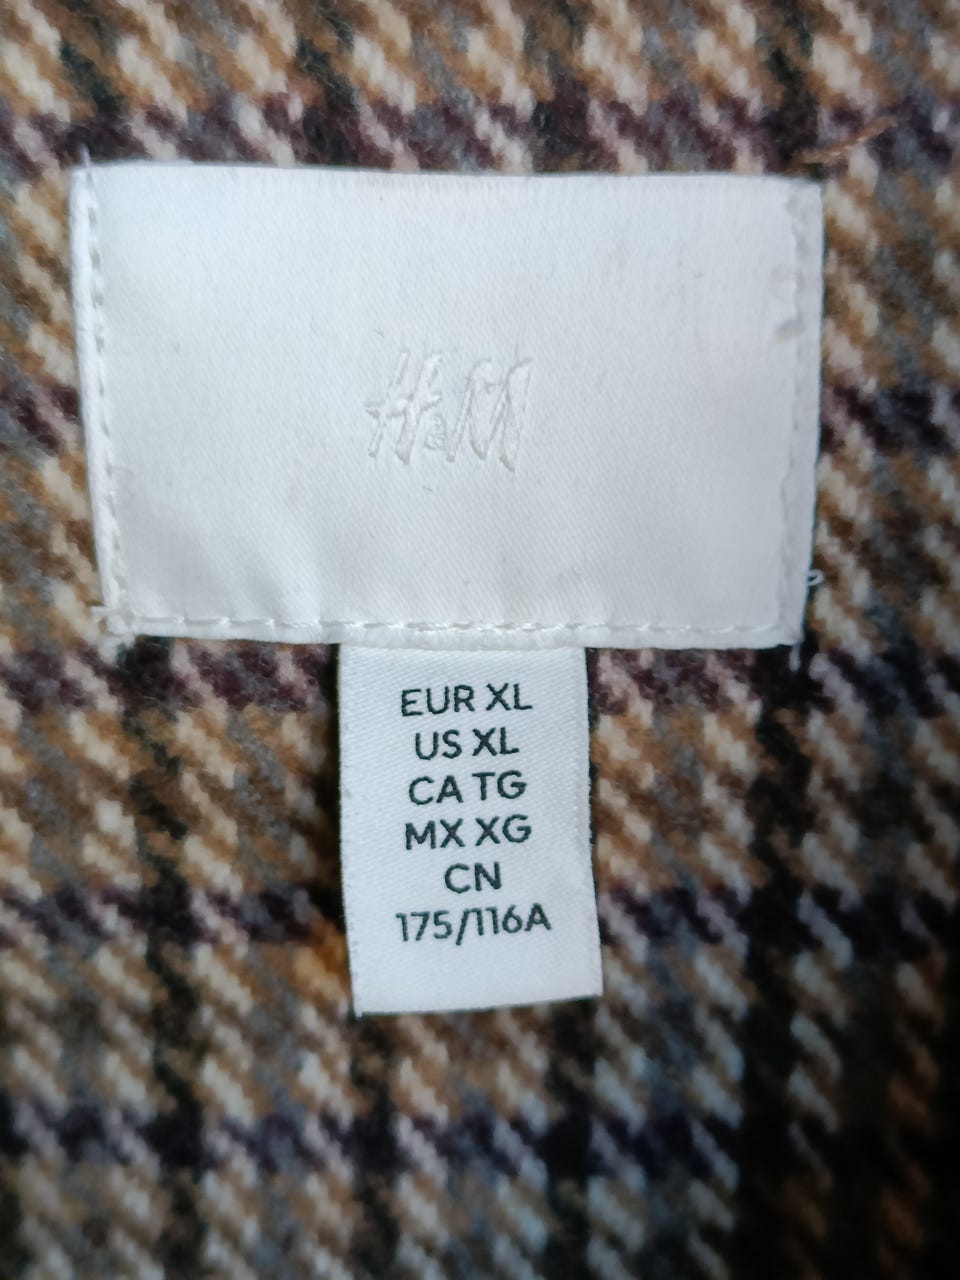 H&M
EUR XL
US XL
CA TG
MX XG
CN
175/116A